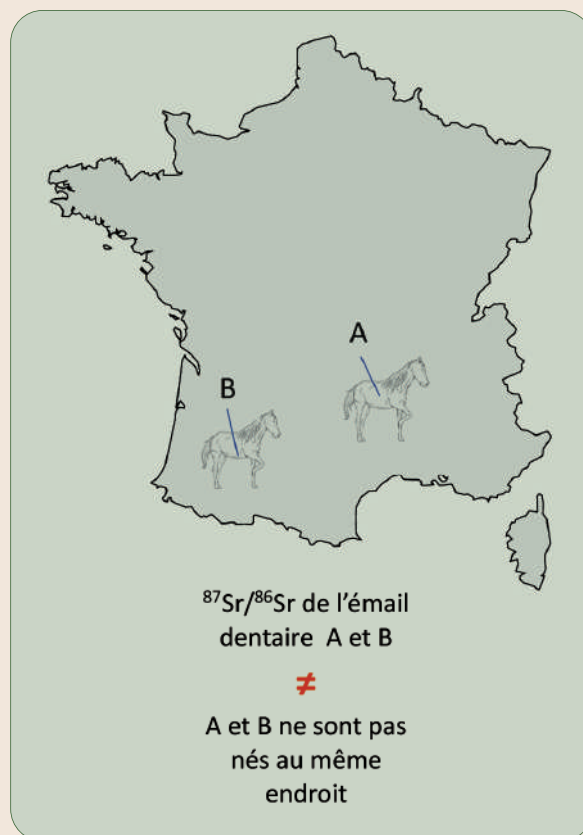 A
B
⁸⁷Sr/⁸⁶Sr de l’émail
dentaire A et B
≠
A et B ne sont pas
nés au même
endroit